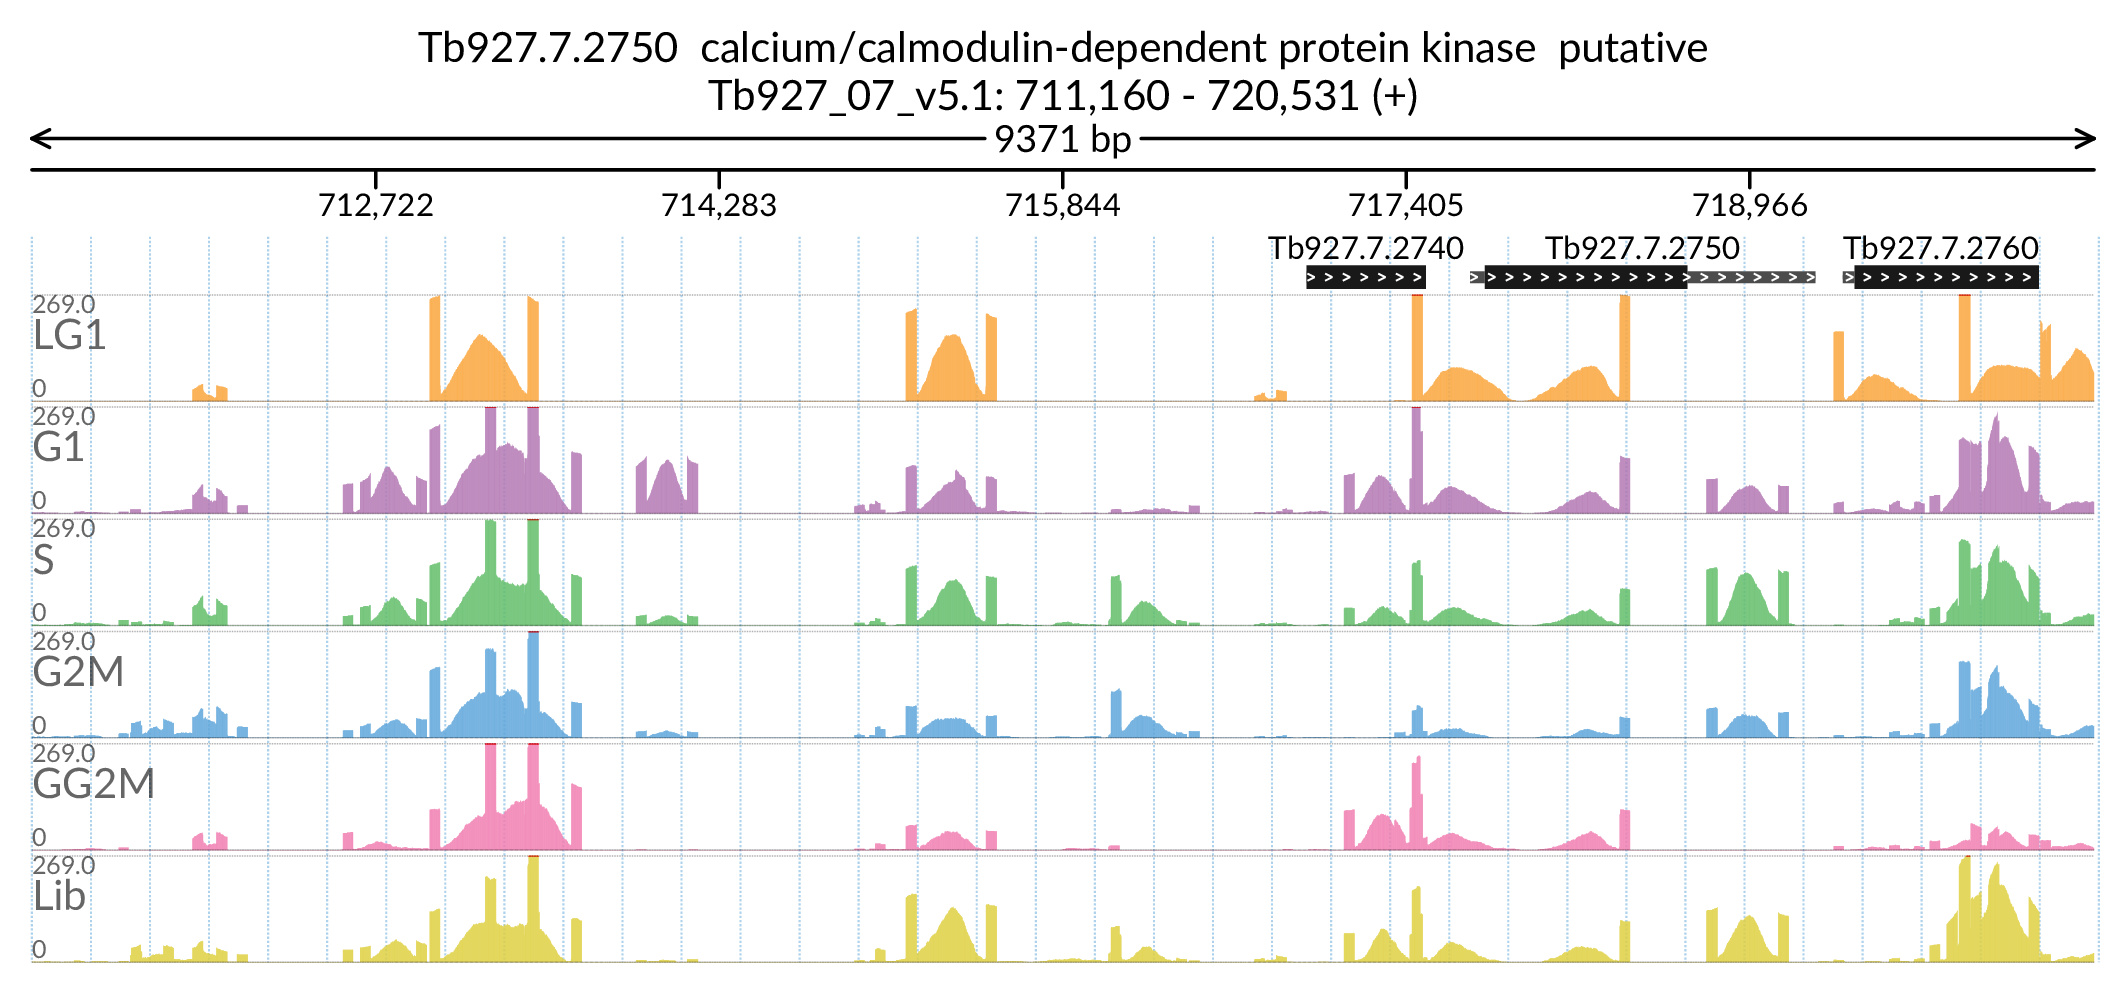 Tb927.7.2750 calcium/calmodulin-dependent protein kinase putative
Tb927_07_v5.1: 711,160 - 720,531 (+)
9371 bp
712,722 714,283 715,844 717,405 718,966
Tb927.7.2740 Tb927.7.2750 Tb927.7.2760
269.0
LG1
0
269.0
G1
0
269.0
S
0
269.0
G2M
0
269.0
GG2M
0
269.0
Lib
0